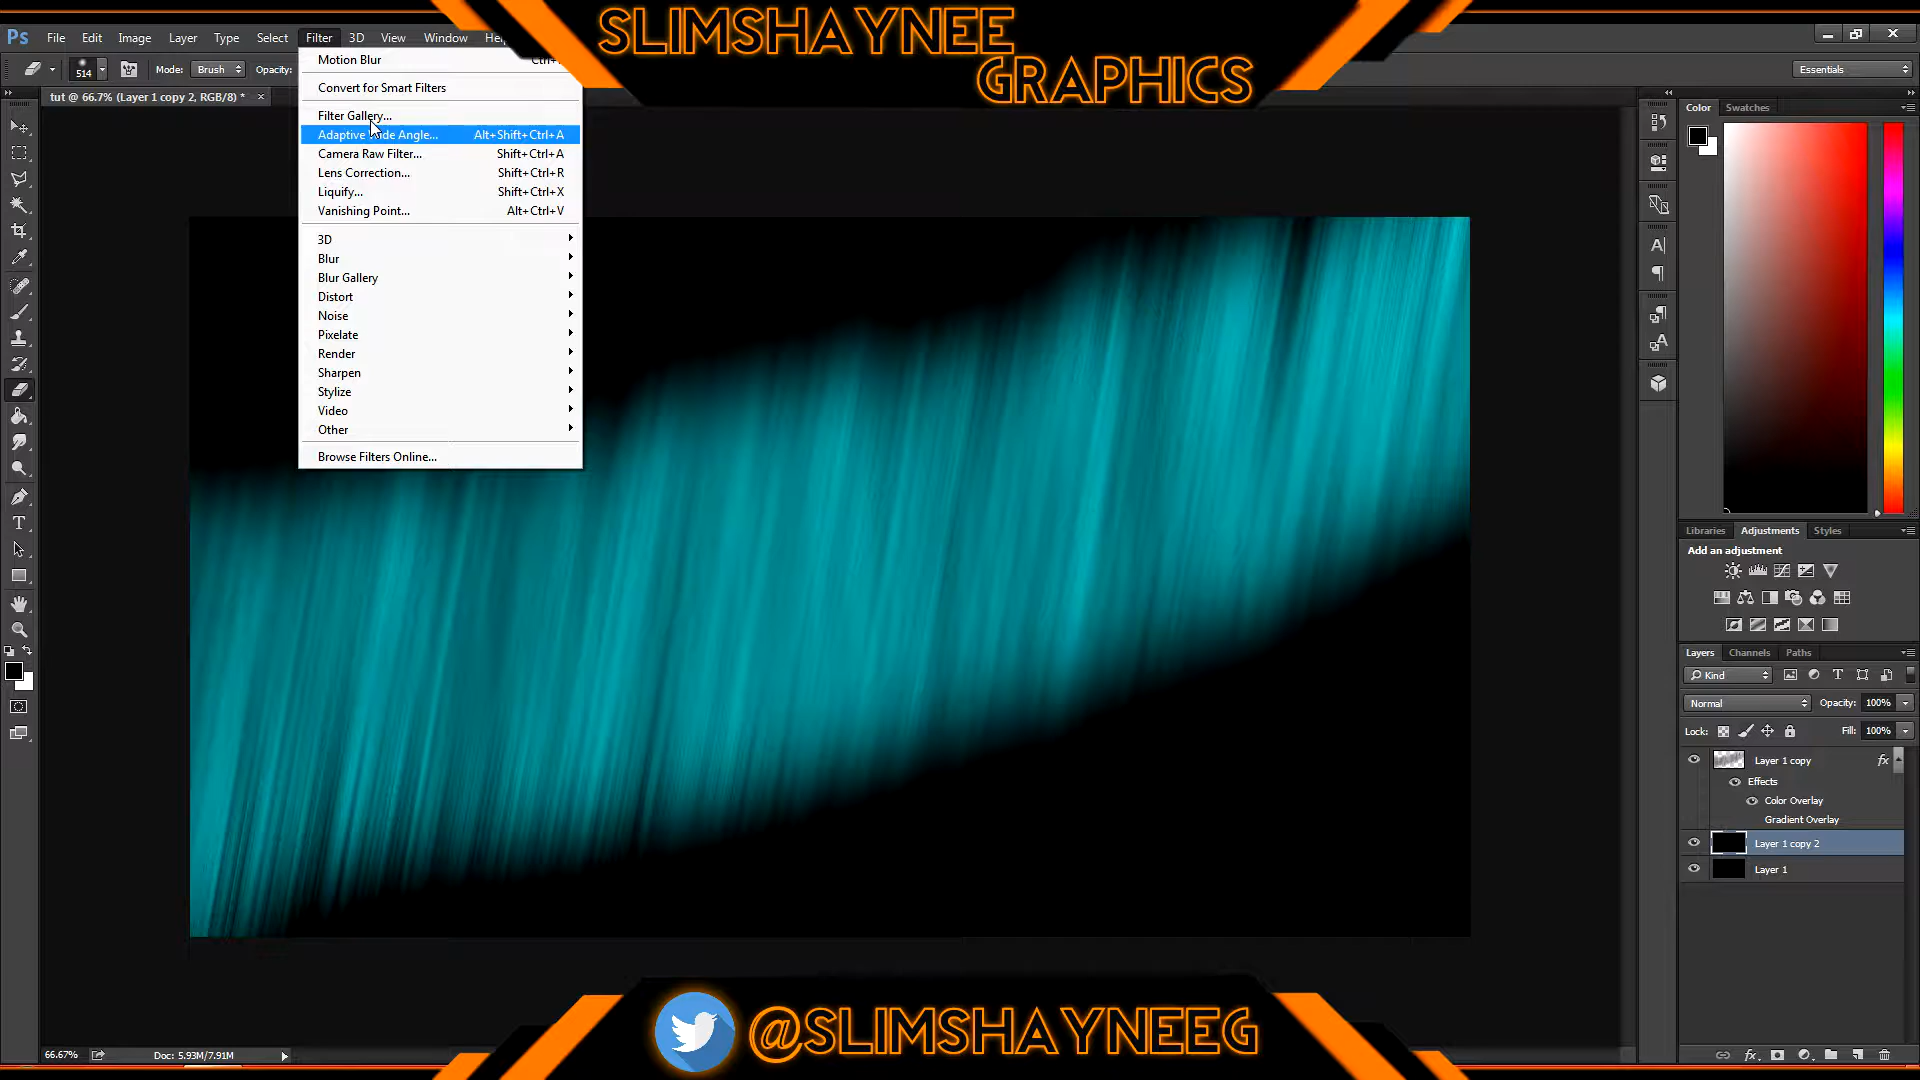 SLIMSHAYNEE
GRAPHICS
Ps File Edit Image Layer Type Select Filter 3D View Window
514 Mode: Brush Opacity: Essentials
tut @ 66.7% (Layer 1 copy 2, RGB/8) * ×
Motion Blur
Convert for Smart Filters
Filter Gallery...
Adaptive Wide Angle... Alt+Shift+Ctrl+A
Camera Raw Filter... Shift+Ctrl+A
Lens Correction... Shift+Ctrl+R
Liquify... Shift+Ctrl+X
Vanishing Point... Alt+Ctrl+V
3D
Blur
Blur Gallery
Distort
Noise
Pixelate
Render
Sharpen
Stylize
Video
Other
Browse Filters Online...
Color Swatches
Libraries Adjustments Styles
Add an adjustment
Layers Channels Paths
Kind
Normal Opacity: 100%
Lock: Fill: 100%
Layer 1 copy fx
Effects
Color Overlay
Gradient Overlay
Layer 1 copy 2
Layer 1
66.67% Doc: 5.93M/7.91M
@SLIMSHAYNEEG